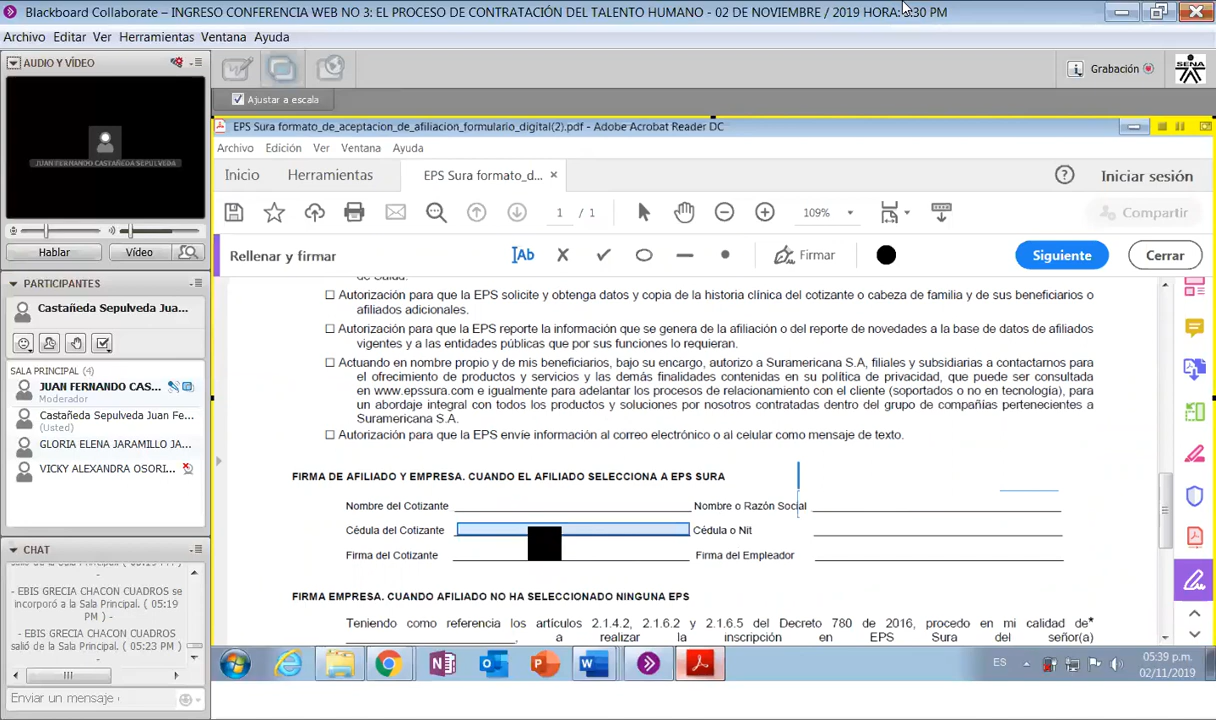 Blackboard Collaborate – INGRESO CONFERENCIA WEB NO 3: EL PROCESO DE CONTRATACIÓN DEL TALENTO HUMANO - 02 DE NOVIEMBRE / 2019 HORA: :30 PM
Archivo Editar Ver Herramientas Ventana Ayuda
AUDIO Y VÍDEO
JUAN FERNANDO CASTAÑEDA SEPULVEDA
Hablar Vídeo
PARTICIPANTES
Castañeda Sepulveda Jua...
SALA PRINCIPAL (4)
JUAN FERNANDO CAS...
Moderador
Castañeda Sepulveda Juan Fe...
(Usted)
GLORIA ELENA JARAMILLO JA...
VICKY ALEXANDRA OSORI...
CHAT
- EBIS GRECIA CHACON CUADROS se
incorporó a la Sala Principal. ( 05:19
PM ) -
- EBIS GRECIA CHACON CUADROS
salió de la Sala Principal. ( 05:23 PM )
-
Enviar un mensaje
Grabación
SENA
Ajustar a escala
EPS Sura formato_de_aceptacion_de_afiliacion_formulario_digital(2).pdf - Adobe Acrobat Reader DC
Archivo Edición Ver Ventana Ayuda
Inicio Herramientas EPS Sura formato_d... × Iniciar sesión
1 / 1 109% Compartir
Rellenar y firmar Ab Firmar Siguiente Cerrar
de Salud.
Autorización para que la EPS solicite y obtenga datos y copia de la historia clínica del cotizante o cabeza de familia y de sus beneficiarios o
afiliados adicionales.
Autorización para que la EPS reporte la información que se genera de la afiliación o del reporte de novedades a la base de datos de afiliados
vigentes y a las entidades públicas que por sus funciones lo requieran.
Actuando en nombre propio y de mis beneficiarios, bajo su encargo, autorizo a Suramericana S.A, filiales y subsidiarias a contactarnos para
el ofrecimiento de productos y servicios y las demás finalidades contenidas en su política de privacidad, que puede ser consultada
en www.epssura.com e igualmente para adelantar los procesos de relacionamiento con el cliente (soportados o no en tecnología), para
un abordaje integral con todos los productos y soluciones por nosotros contratadas dentro del grupo de compañías pertenecientes a
Suramericana S.A.
Autorización para que la EPS envíe información al correo electrónico o al celular como mensaje de texto.
FIRMA DE AFILIADO Y EMPRESA. CUANDO EL AFILIADO SELECCIONA A EPS SURA
Nombre del Cotizante Nombre o Razón Social
Cédula del Cotizante Cédula o Nit
Firma del Cotizante Firma del Empleador
FIRMA EMPRESA. CUANDO AFILIADO NO HA SELECCIONADO NINGUNA EPS
Teniendo como referencia los artículos 2.1.4.2, 2.1.6.2 y 2.1.6.5 del Decreto 780 de 2016, procedo en mi calidad de*
, a realizar la inscripción en EPS Sura del señor(a)
ES
05:39 p.m.
02/11/2019